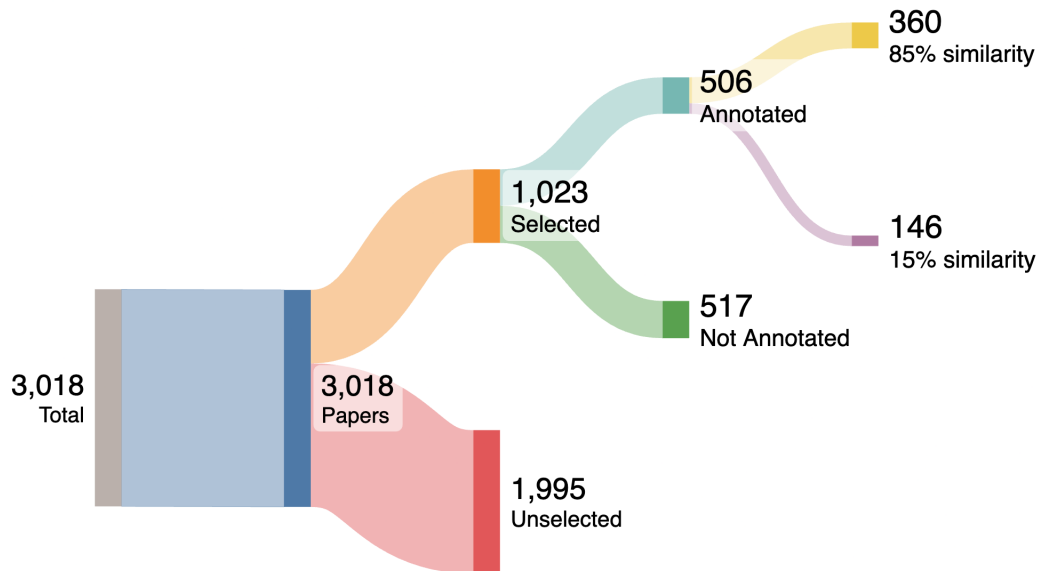 3,018
Total
3,018
Papers
1,023
Selected
1,995
Unselected
506
Annotated
517
Not Annotated
360
85% similarity
146
15% similarity